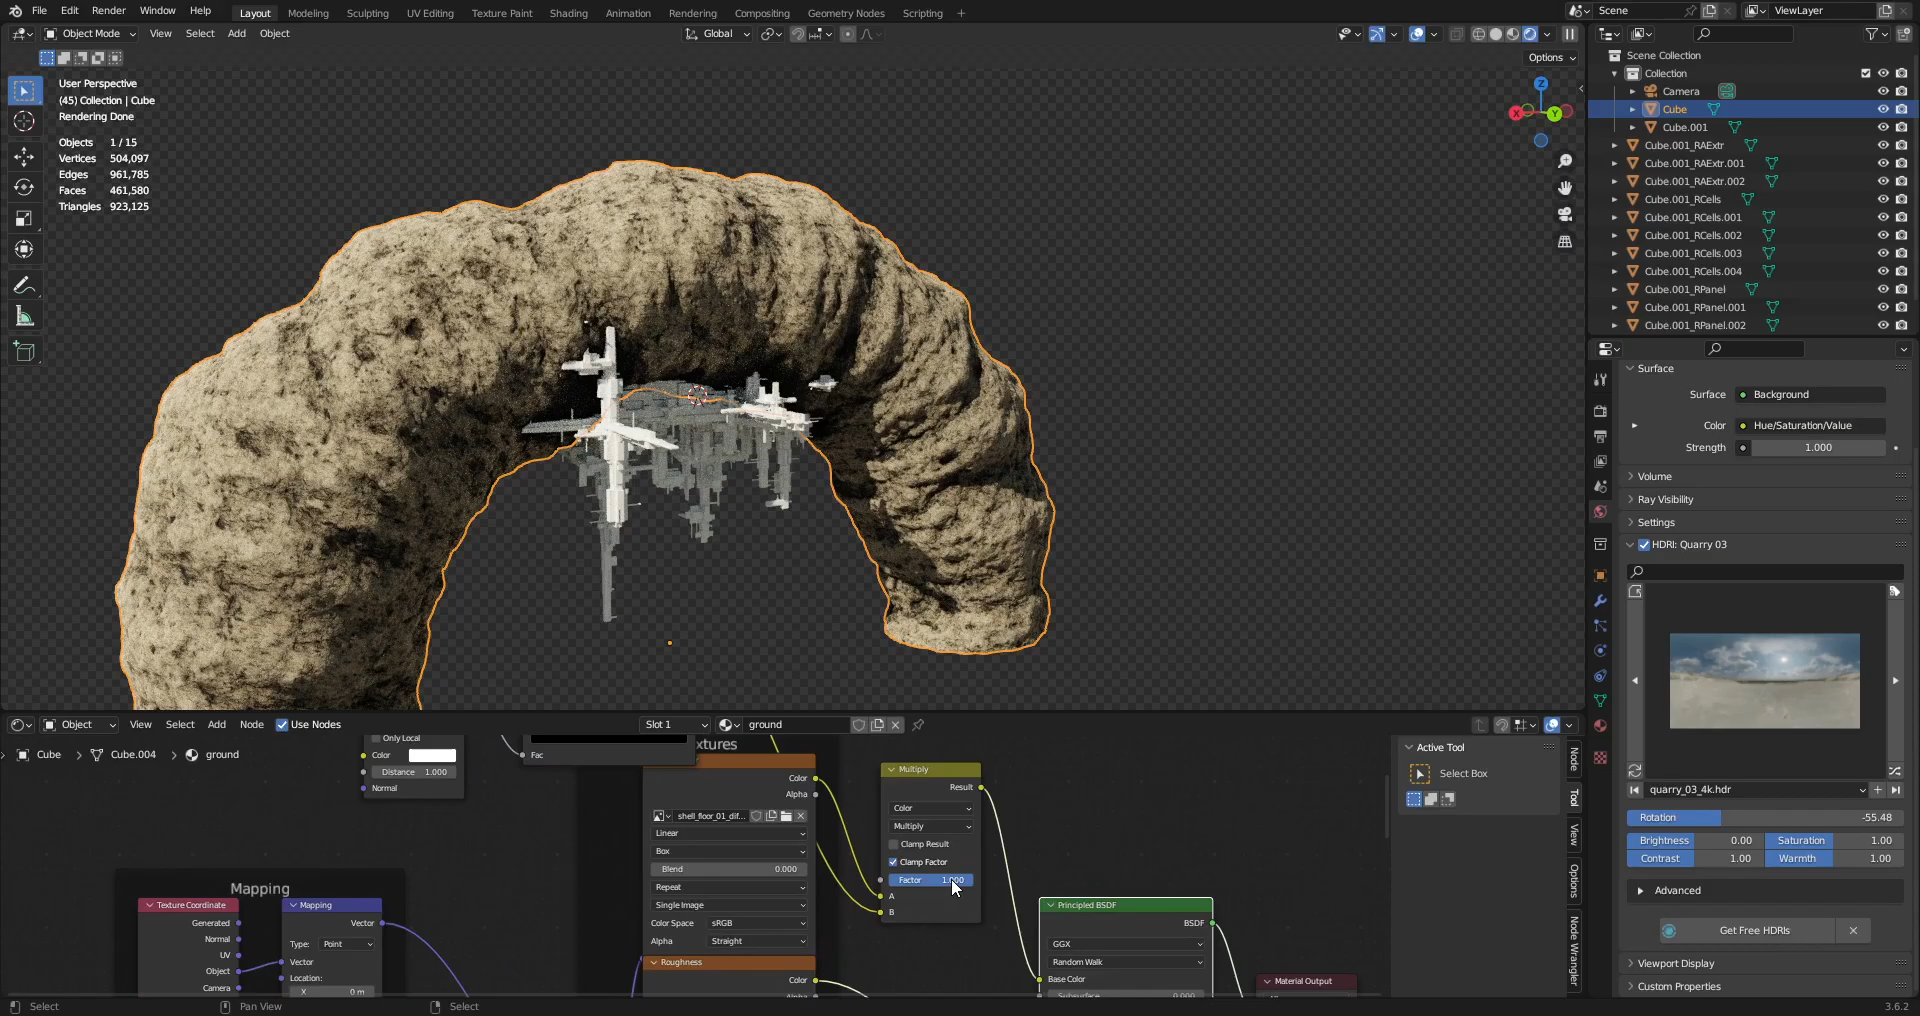 File Edit Render Window Help Layout Modeling Sculpting UV Editing Texture Paint Shading Animation Rendering Compositing Geometry Nodes Scripting + Scene ViewLayer
Object Mode View Select Add Object Global
Options
User Perspective
(45) Collection | Cube
Rendering Done
Objects 1 / 15
Vertices 504,097
Edges 961,785
Faces 461,580
Triangles 923,125
Z
X
Y
Scene Collection
Collection
Camera
Cube
Cube.001
Cube.001_RAExtr
Cube.001_RAExtr.001
Cube.001_RAExtr.002
Cube.001_RCells
Cube.001_RCells.001
Cube.001_RCells.002
Cube.001_RCells.003
Cube.001_RCells.004
Cube.001_RPanel
Cube.001_RPanel.001
Cube.001_RPanel.002
Surface
Surface Background
Color Hue/Saturation/Value
Strength 1.000
Volume
Ray Visibility
Settings
HDRI: Quarry 03
quarry_03_4k.hdr
Rotation -55.48
Brightness 0.00 Saturation 1.00
Contrast 1.00 Warmth 1.00
Advanced
Get Free HDRIs
Viewport Display
Custom Properties
Object View Select Add Node Use Nodes Slot 1 ground
Cube Cube.004 ground
Only Local
Color
Distance 1.000
Normal
Fac
xtures
Color
Alpha
shell_floor_01_dif...
Linear
Box
Blend 0.000
Repeat
Single Image
Color Space sRGB
Alpha Straight
Roughness
Color
Multiply
Result
Color
Multiply
Clamp Result
Clamp Factor
Factor
A
B
Mapping
Texture Coordinate
Generated
Normal
UV
Object
Camera
Mapping
Vector
Type: Point
Vector
Location:
X 0 m
Principled BSDF
BSDF
GGX
Random Walk
Base Color
Subsurface 0.000
Material Output
Active Tool
Select Box
Node
Tool
View
Options
Node Wrangler
Select Pan View Select 3.6.2